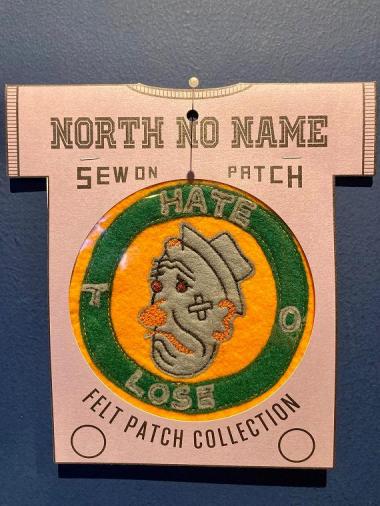 NORTH NO NAME
SEW ON PATCH
HATE
T O
LOSE
FELT PATCH COLLECTION